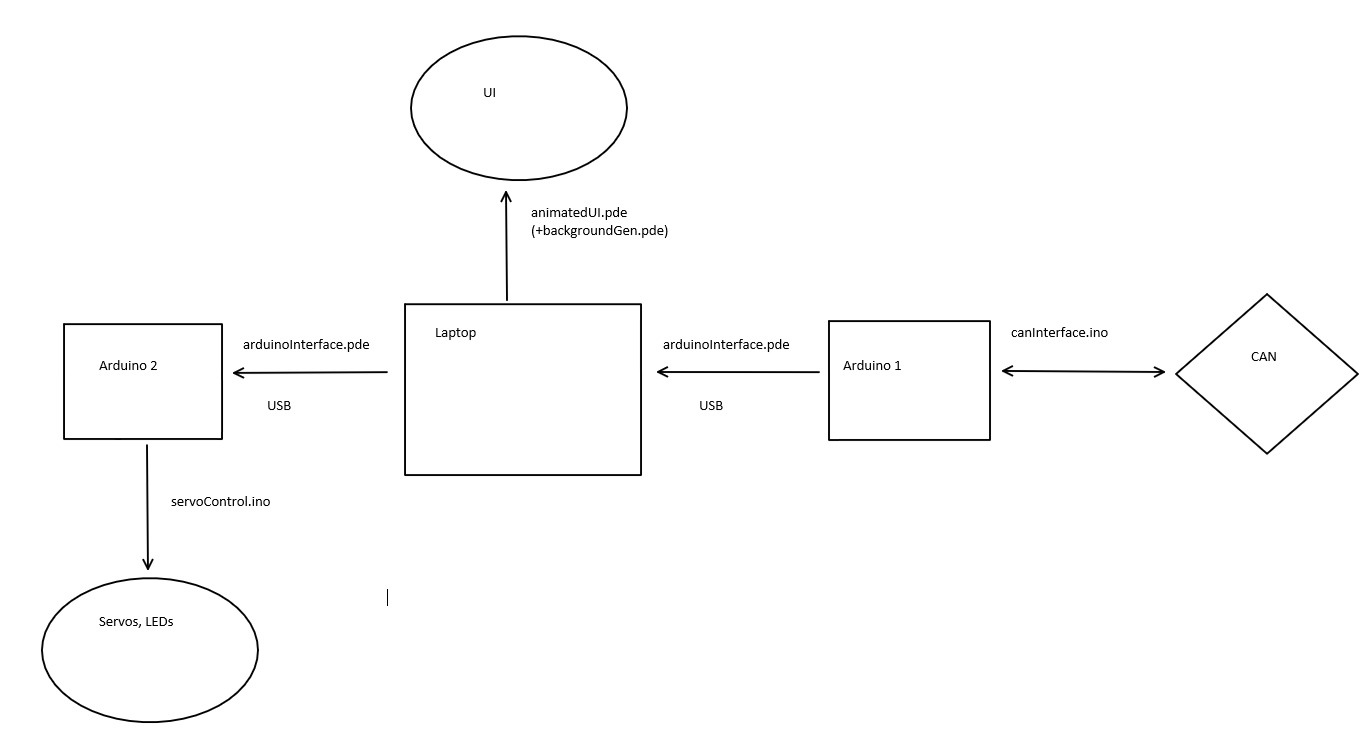 UI
animatedUI.pde
(+backgroundGen.pde)
Laptop
arduinoInterface.pde
USB
arduinoInterface.pde
USB
Arduino 1
canInterface.ino
CAN
Arduino 2
servoControl.ino
Servos, LEDs